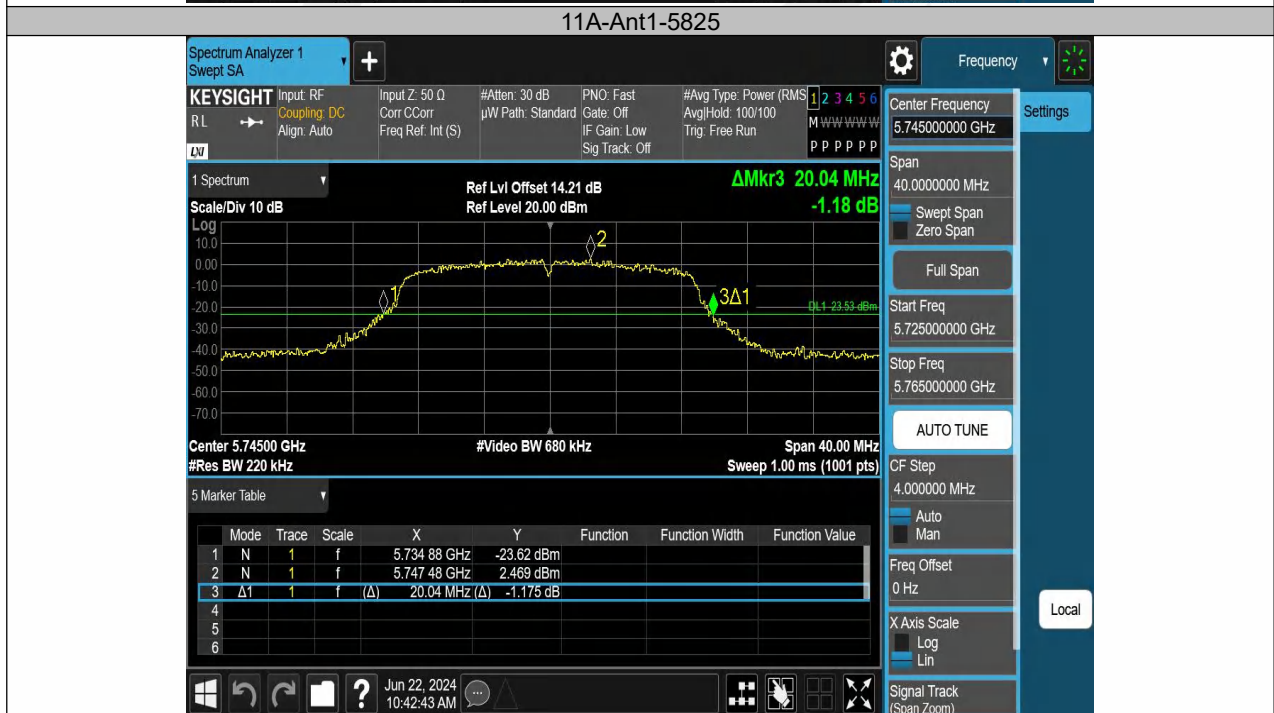 11A-Ant1-5825
Spectrum Analyzer 1
Swept SA
+
Frequency
KEYSIGHT
RL
LXI
Input: RF
Coupling: DC
Align: Auto
Input Z: 50 Ω
Corr CCorr
Freq Ref: Int (S)
#Atten: 30 dB
µW Path: Standard
PNO: Fast
Gate: Off
IF Gain: Low
Sig Track: Off
#Avg Type: Power (RMS
Avg|Hold: 100/100
Trig: Free Run
1 2 3 4 5 6
M W W W W W
P P P P P P
1 Spectrum
Scale/Div 10 dB
Ref Lvl Offset 14.21 dB
Ref Level 20.00 dBm
ΔMkr3 20.04 MHz
-1.18 dB
Log
10.0
0.00
-10.0
-20.0
-30.0
-40.0
-50.0
-60.0
-70.0
1
2
3Δ1
DL1 -23.53 dBm
Center 5.74500 GHz
#Video BW 680 kHz
Span 40.00 MHz
#Res BW 220 kHz
Sweep 1.00 ms (1001 pts)
5 Marker Table
Mode Trace Scale X Y Function Function Width Function Value
1 N 1 f 5.734 88 GHz -23.62 dBm
2 N 1 f 5.747 48 GHz 2.469 dBm
3 Δ1 1 f (Δ) 20.04 MHz (Δ) -1.175 dB
4
5
6
?
Jun 22, 2024
10:42:43 AM
Center Frequency
5.745000000 GHz
Span
40.0000000 MHz
Swept Span
Zero Span
Full Span
Start Freq
5.725000000 GHz
Stop Freq
5.765000000 GHz
AUTO TUNE
CF Step
4.000000 MHz
Auto
Man
Freq Offset
0 Hz
X Axis Scale
Log
Lin
Signal Track
(Span Zoom)
Settings
Local